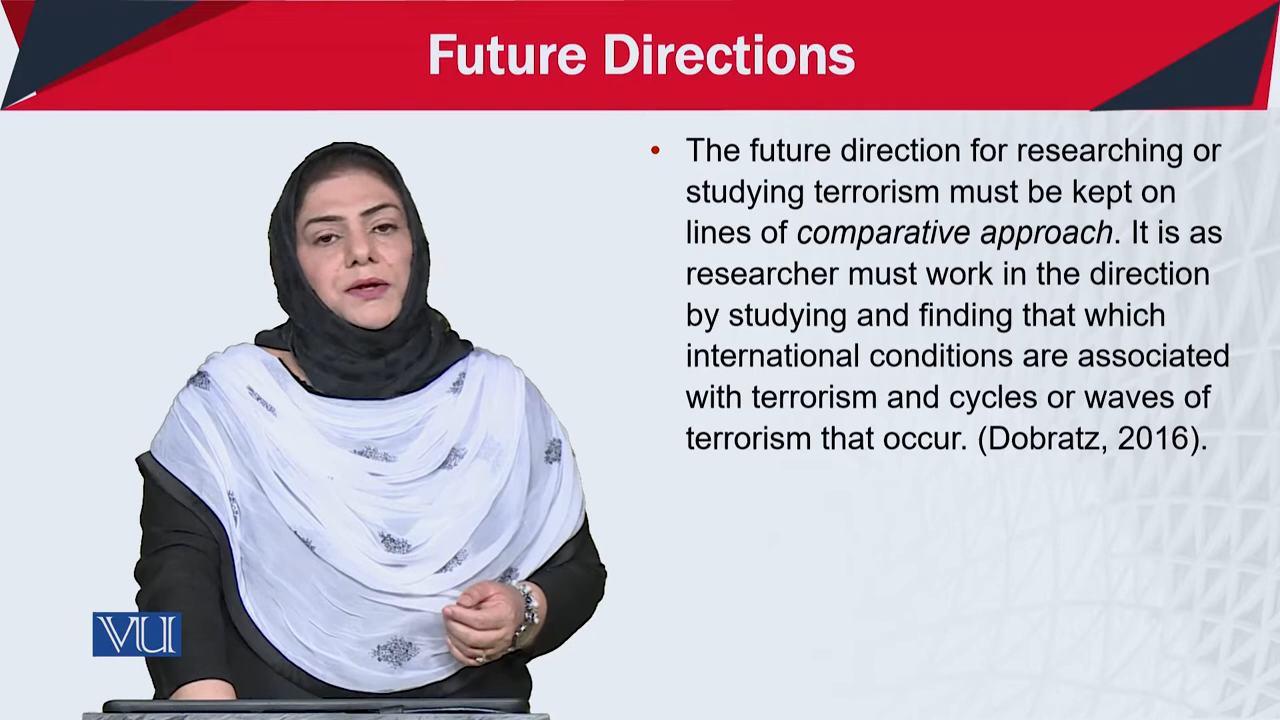 Future Directions
• The future direction for researching or
studying terrorism must be kept on
lines of comparative approach. It is as
researcher must work in the direction
by studying and finding that which
international conditions are associated
with terrorism and cycles or waves of
terrorism that occur. (Dobratz, 2016).
VU